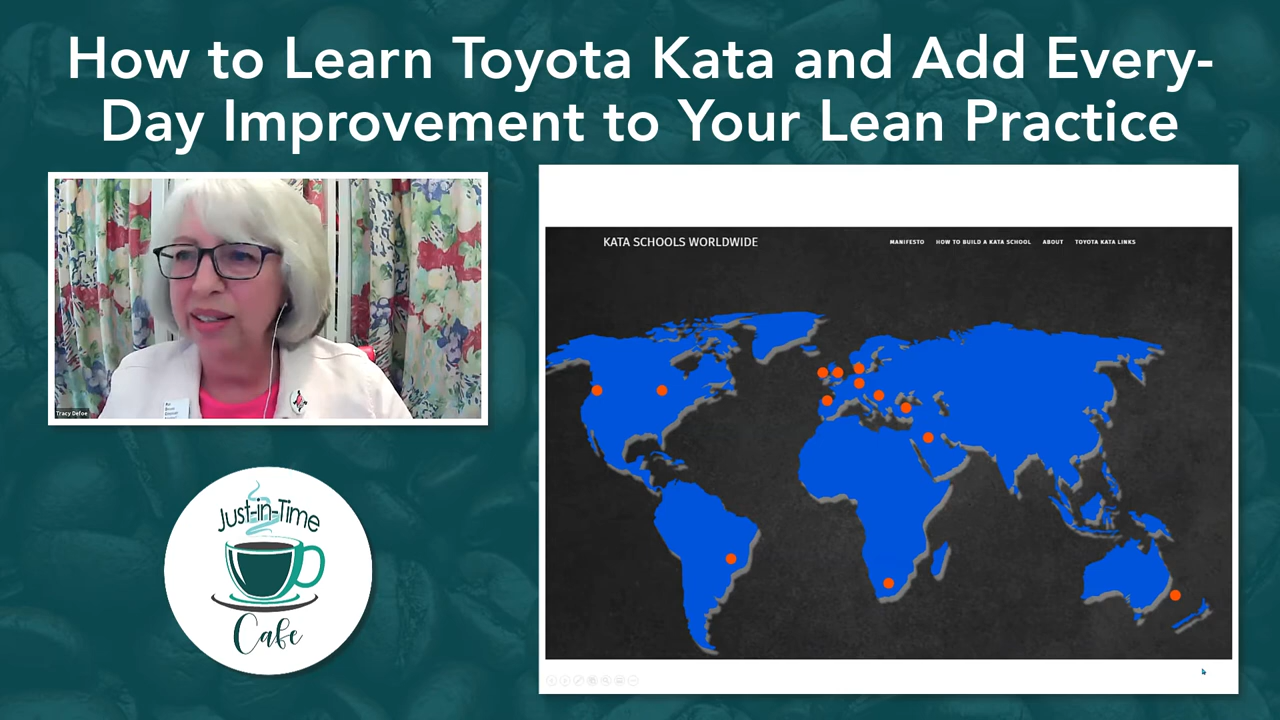 How to Learn Toyota Kata and Add Every-
Day Improvement to Your Lean Practice
Tracy Defoe
KATA SCHOOLS WORLDWIDE
MANIFESTO HOW TO BUILD A KATA SCHOOL ABOUT TOYOTA KATA LINKS
Just-in-Time
Cafe